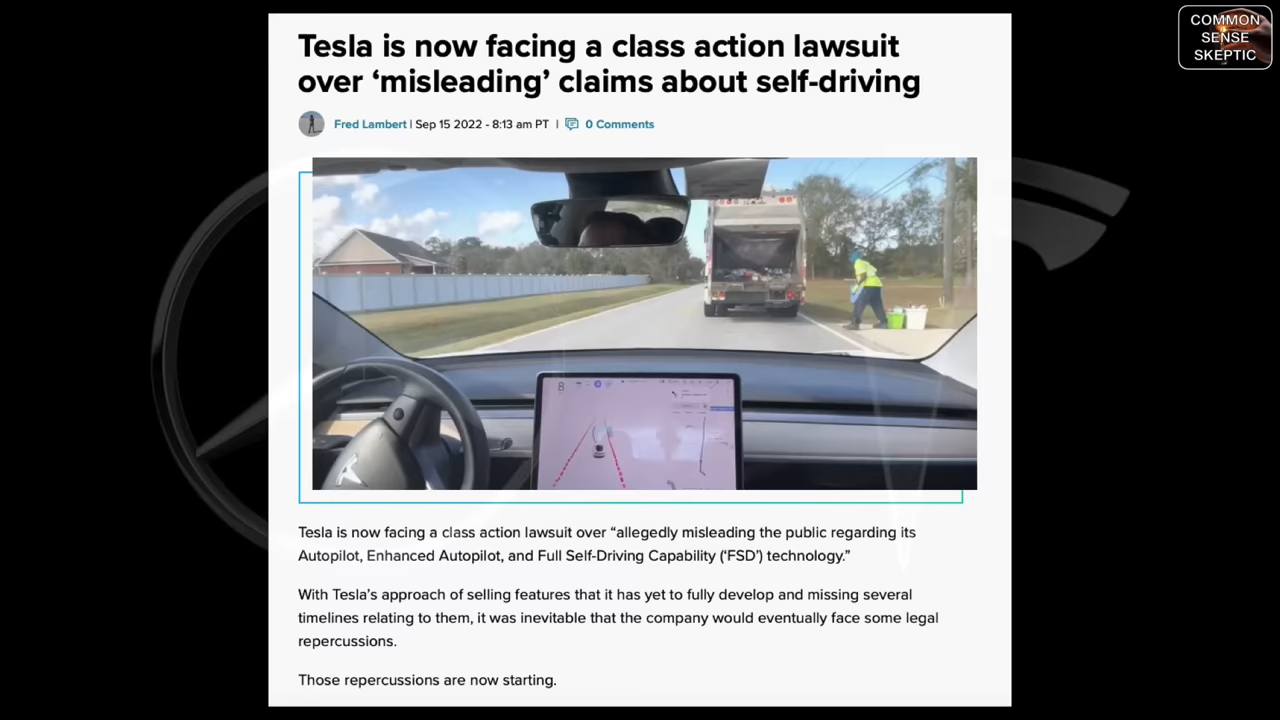 COMMON
SENSE
SKEPTIC
Tesla is now facing a class action lawsuit
over ‘misleading’ claims about self-driving
Fred Lambert | Sep 15 2022 - 8:13 am PT | 0 Comments
8
Tesla is now facing a class action lawsuit over “allegedly misleading the public regarding its
Autopilot, Enhanced Autopilot, and Full Self-Driving Capability (‘FSD’) technology.”
With Tesla’s approach of selling features that it has yet to fully develop and missing several
timelines relating to them, it was inevitable that the company would eventually face some legal
repercussions.
Those repercussions are now starting.